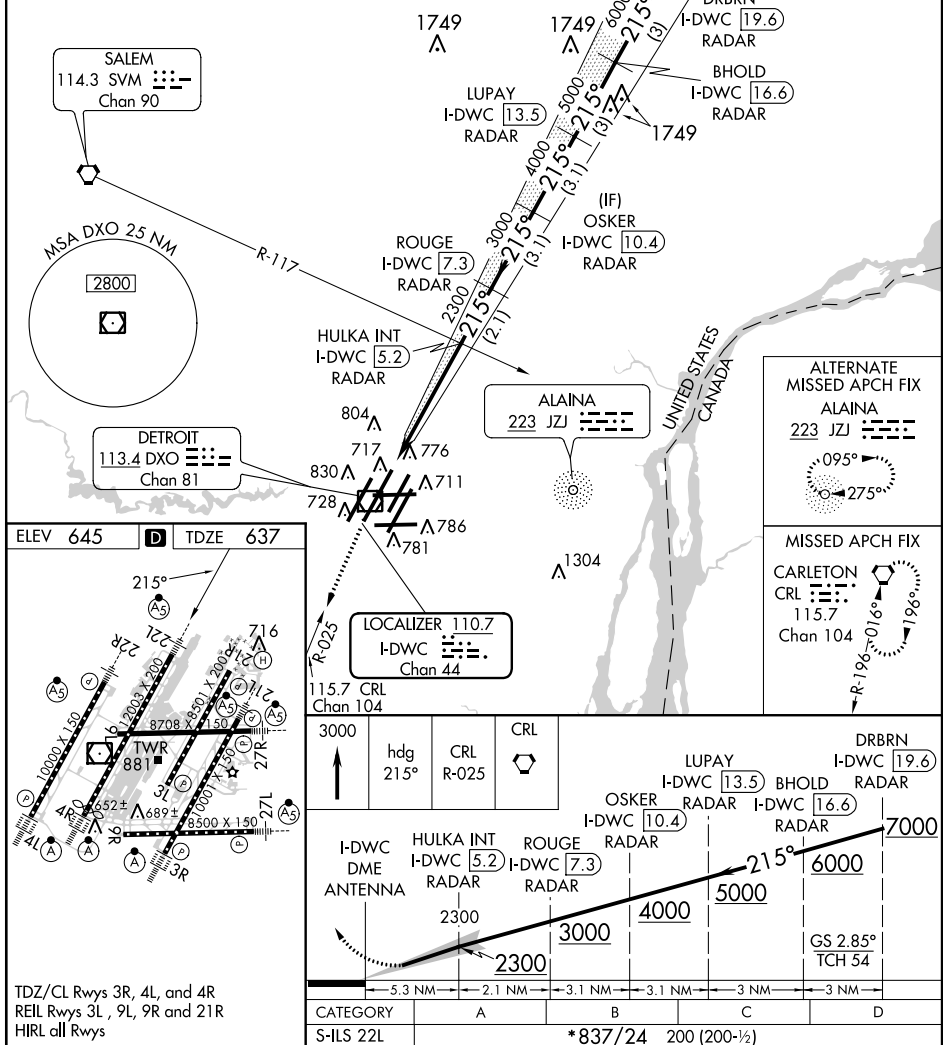 1749
1749
6000
215°
(3)
DRBRN
I-DWC 19.6
RADAR
SALEM
114.3 SVM
Chan 90
BHOLD
I-DWC 16.6
RADAR
LUPAY
I-DWC 13.5
RADAR
5000
215°
(3)
1749
4000
215°
(3.1)
(IF)
OSKER
I-DWC 10.4
RADAR
MSA DXO 25 NM
2800
R-117
ROUGE
I-DWC 7.3
RADAR
3000
215°
(3.1)
2300
215°
(2.1)
HULKA INT
I-DWC 5.2
RADAR
UNITED STATES
CANADA
ALAINA
223 JZJ
ALTERNATE
MISSED APCH FIX
ALAINA
223 JZJ
095°
275°
DETROIT
113.4 DXO
Chan 81
804
717
776
830
711
728
786
781
1304
MISSED APCH FIX
CARLETON
CRL
115.7
Chan 104
016°
196°
R-196
LOCALIZER 110.7
I-DWC
Chan 44
R-025
115.7 CRL
Chan 104
ELEV 645
D
TDZE 637
215°
A5
22R
22L
716
H
21R
21L
A5
A5
A5
P
P
P
10000 X 150
12003 X 200
8501 X 200
8708 X 150
9L
27R
P
TWR
881
10001 X 150
3L
P
652±
689±
4R
9R
8500 X 150
27L
A5
P
4L
A
A
A
P
3R
TDZ/CL Rwys 3R, 4L, and 4R
REIL Rwys 3L , 9L, 9R and 21R
HIRL all Rwys
3000
hdg
215°
CRL
R-025
CRL
I-DWC
DME
ANTENNA
HULKA INT
I-DWC 5.2
RADAR
ROUGE
I-DWC 7.3
RADAR
OSKER
I-DWC 10.4
RADAR
LUPAY
I-DWC 13.5
RADAR
BHOLD
I-DWC 16.6
RADAR
DRBRN
I-DWC 19.6
RADAR
7000
215°
6000
5000
4000
3000
2300
2300
GS 2.85°
TCH 54
5.3 NM
2.1 NM
3.1 NM
3.1 NM
3 NM
3 NM
CATEGORY A B C D
S-ILS 22L *837/24 200 (200-½)